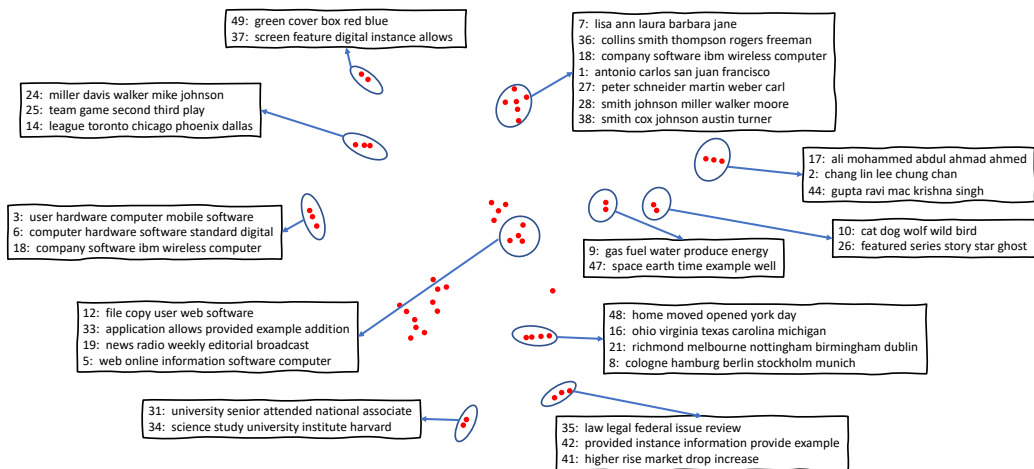 49: green cover box red blue
37: screen feature digital instance allows
7: lisa ann laura barbara jane
36: collins smith thompson rogers freeman
18: company software ibm wireless computer
1: antonio carlos san juan francisco
27: peter schneider martin weber carl
28: smith johnson miller walker moore
38: smith cox johnson austin turner
24: miller davis walker mike johnson
25: team game second third play
14: league toronto chicago phoenix dallas
17: ali mohammed abdul ahmad ahmed
2: chang lin lee chung chan
44: gupta ravi mac krishna singh
3: user hardware computer mobile software
6: computer hardware software standard digital
18: company software ibm wireless computer
10: cat dog wolf wild bird
26: featured series story star ghost
9: gas fuel water produce energy
47: space earth time example well
12: file copy user web software
33: application allows provided example addition
19: news radio weekly editorial broadcast
5: web online information software computer
48: home moved opened york day
16: ohio virginia texas carolina michigan
21: richmond melbourne nottingham birmingham dublin
8: cologne hamburg berlin stockholm munich
31: university senior attended national associate
34: science study university institute harvard
35: law legal federal issue review
42: provided instance information provide example
41: higher rise market drop increase